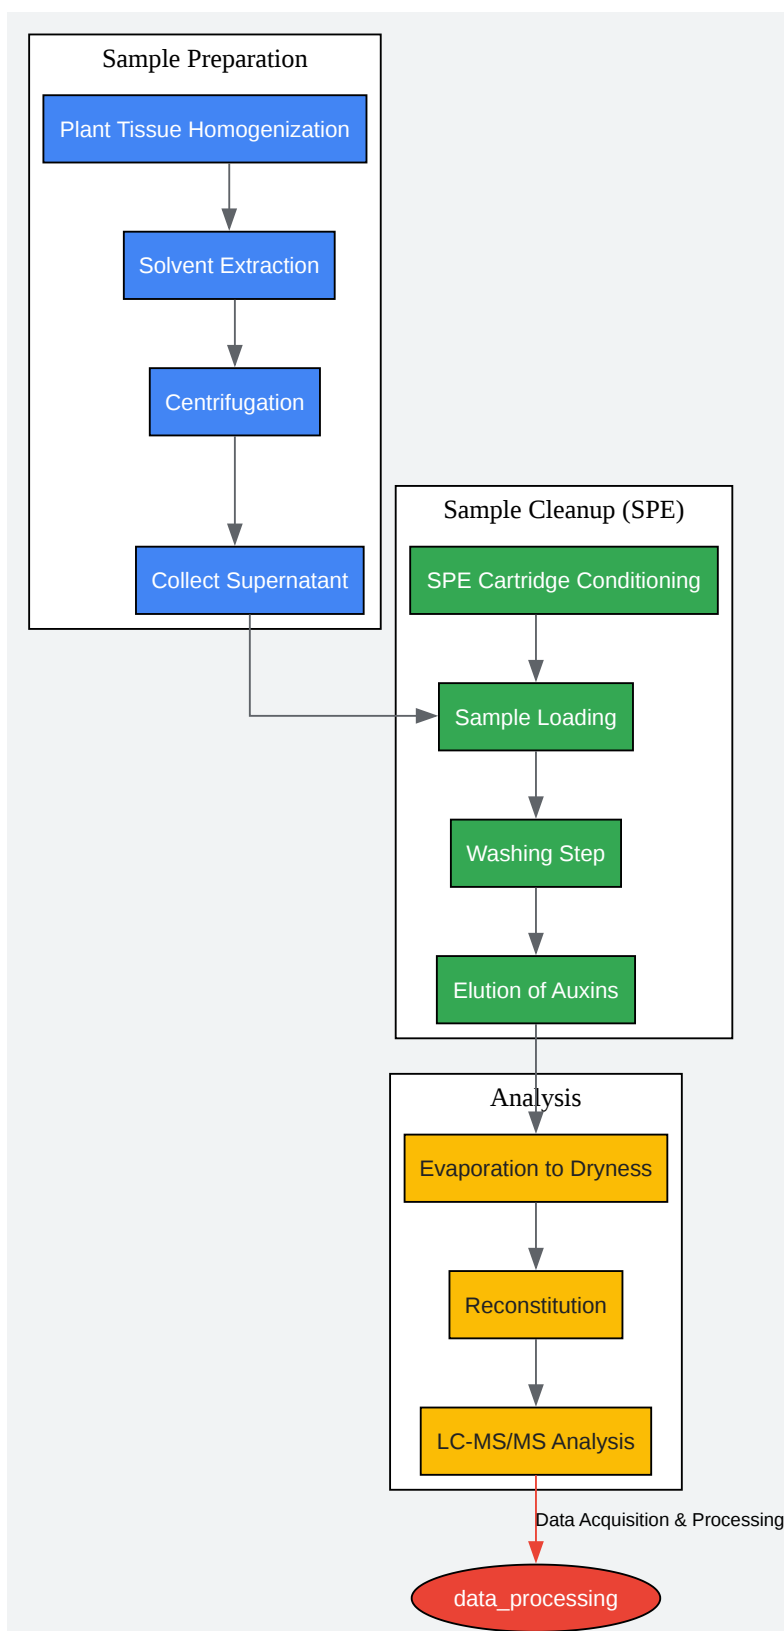 Sample Preparation
Plant Tissue Homogenization
Solvent Extraction
Centrifugation
Collect Supernatant
Sample Cleanup (SPE)
SPE Cartridge Conditioning
Sample Loading
Washing Step
Elution of Auxins
Analysis
Evaporation to Dryness
Reconstitution
LC-MS/MS Analysis
Data Acquisition & Processing
data_processing